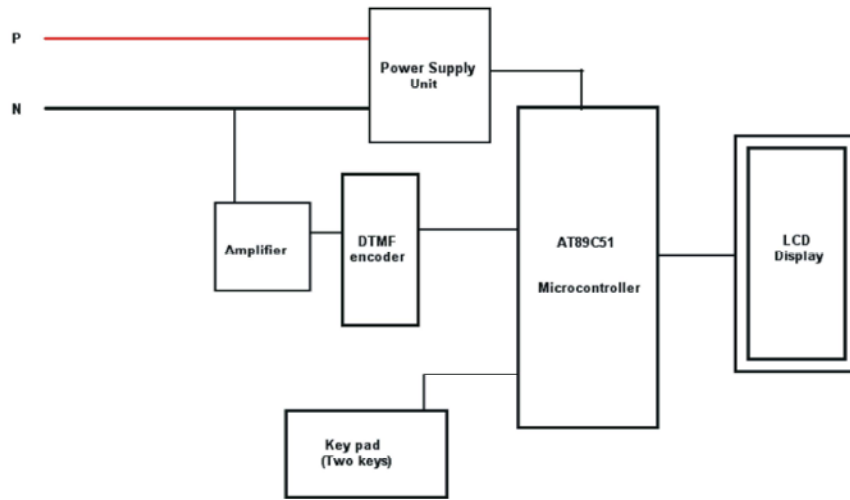 P
Power Supply
Unit
N
Amplifier
DTMF
encoder
AT89C51
Microcontroller
LCD
Display
Key pad
(Two keys)